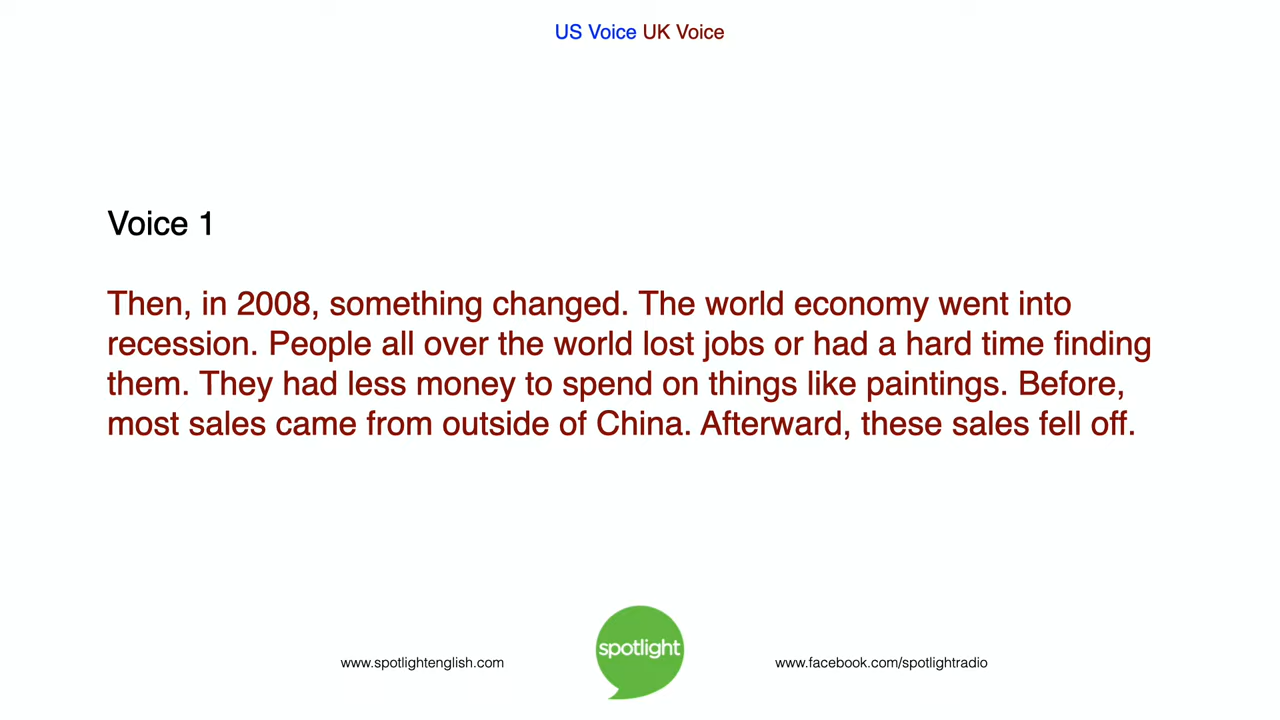 US Voice UK Voice
Voice 1
Then, in 2008, something changed. The world economy went into
recession. People all over the world lost jobs or had a hard time finding
them. They had less money to spend on things like paintings. Before,
most sales came from outside of China. Afterward, these sales fell off.
spotlight
www.spotlightenglish.com
www.facebook.com/spotlightradio